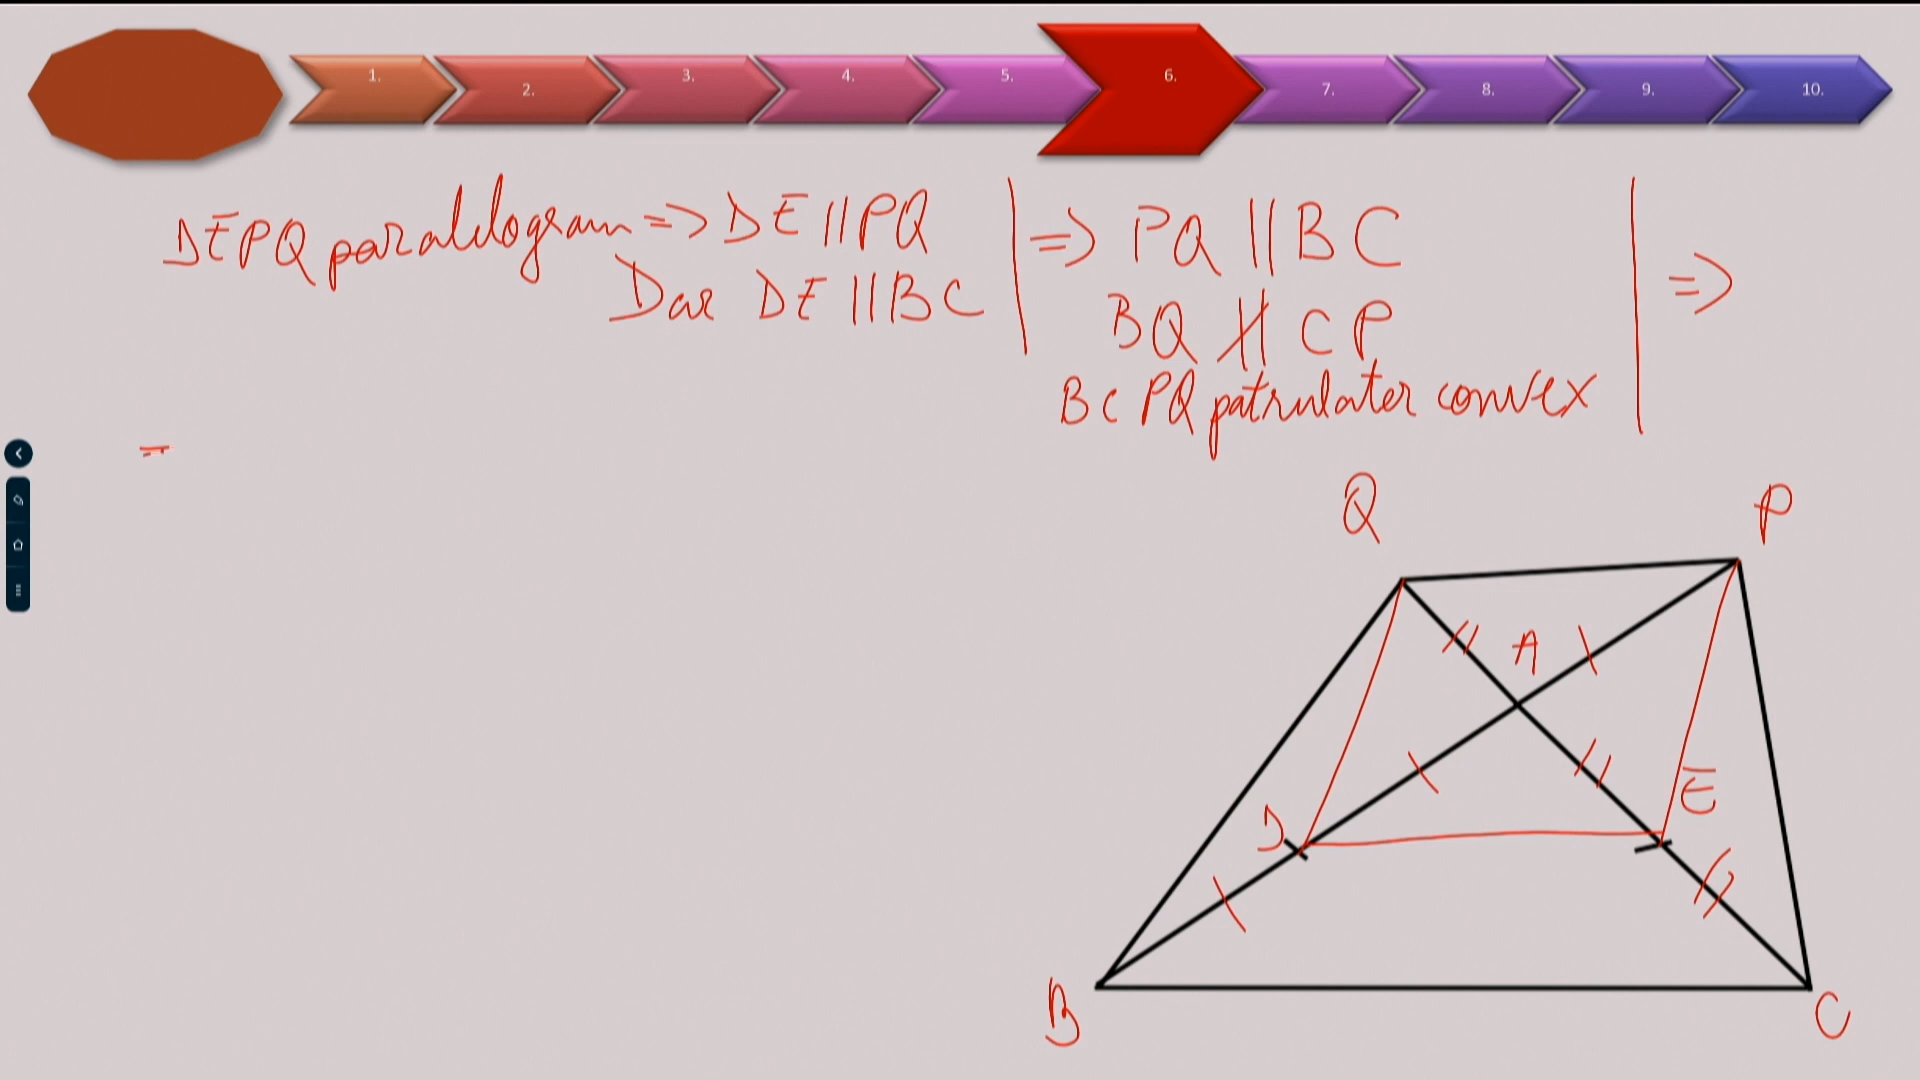 1. 2. 3. 4. 5. 6. 7. 8. 9. 10.
DEPQ paralelogram => DE || PQ
Dar DE || BC
=> PQ || BC
BQ ∦ CP
BCPQ patrulater convex
=>
=
Q
P
A
E
D
B
C